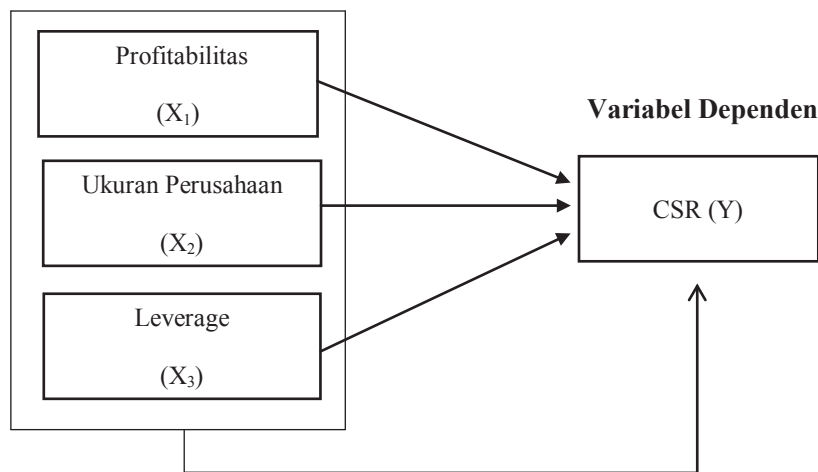 Profitabilitas
(X₁)
Ukuran Perusahaan
(X₂)
Leverage
(X₃)
Variabel Dependen
CSR (Y)